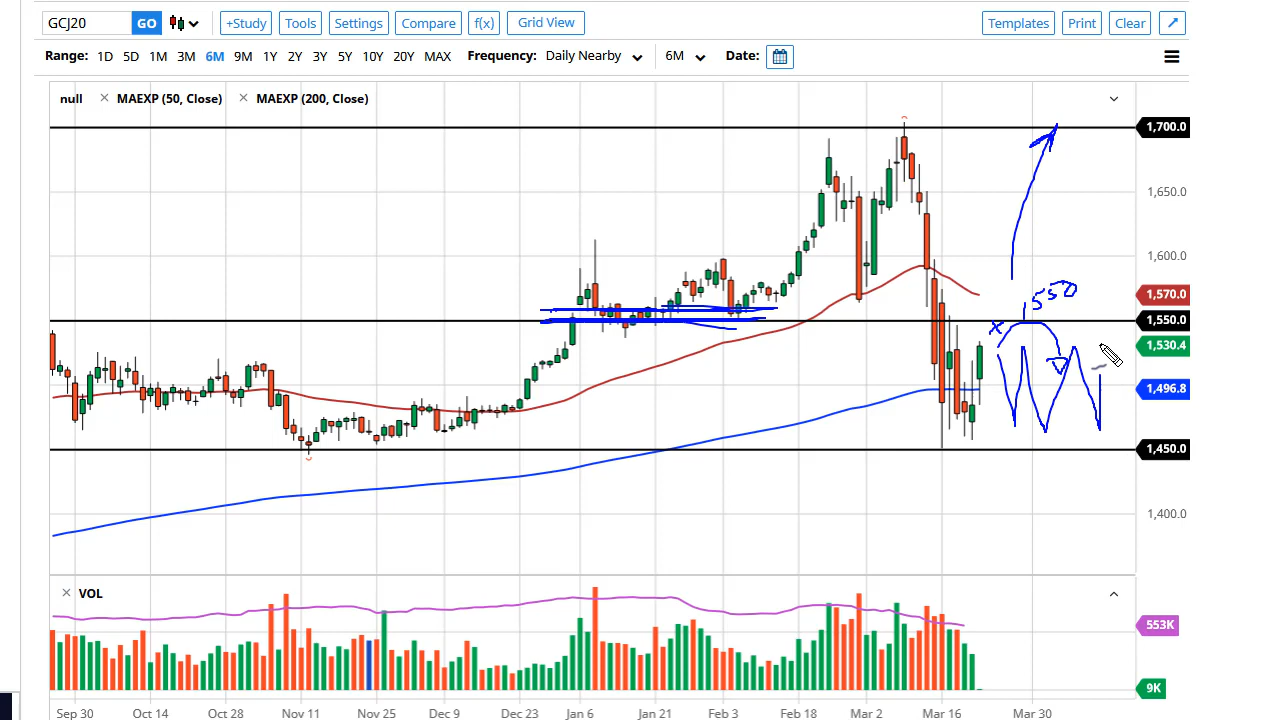 GCJ20 GO +Study Tools Settings Compare f(x) Grid View Templates Print Clear
Range: 1D 5D 1M 3M 6M 9M 1Y 2Y 3Y 5Y 10Y 20Y MAX Frequency: Daily Nearby 6M Date:
null × MAEXP (50, Close) × MAEXP (200, Close)
1,700.0
1,650.0
1,600.0
1,570.0
1550
1,550.0
1,530.4
1,496.8
1,450.0
1,400.0
× VOL
553K
9K
Sep 30 Oct 14 Oct 28 Nov 11 Nov 25 Dec 9 Dec 23 Jan 6 Jan 21 Feb 3 Feb 18 Mar 2 Mar 16 Mar 30